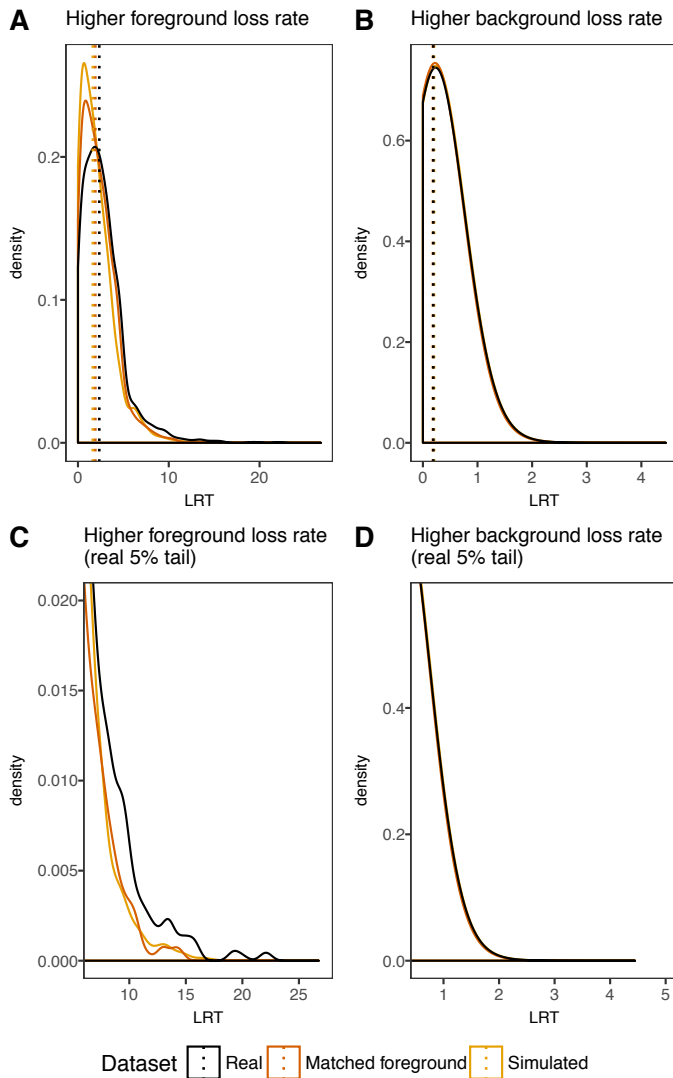 A
Higher foreground loss rate
0.2
0.1
0.0
density
0
10
20
LRT
B
Higher background loss rate
0.6
0.4
0.2
0.0
density
0
1
2
3
4
LRT
C
Higher foreground loss rate
(real 5% tail)
0.020
0.015
0.010
0.005
0.000
density
10
15
20
25
LRT
D
Higher background loss rate
(real 5% tail)
0.4
0.2
0.0
density
1
2
3
4
5
LRT
Dataset Real Matched foreground Simulated